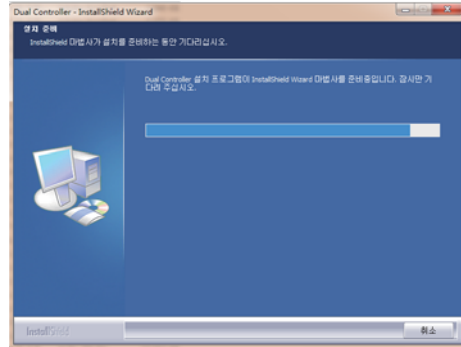 Dual Controller - InstallShield Wizard
설치 준비
InstallShield 마법사가 설치를 준비하는 동안 기다리십시오.
Dual Controller 설치 프로그램이 InstallShield Wizard 마법사를 준비중입니다. 잠시만 기
다려 주십시오.
InstallShield
취소